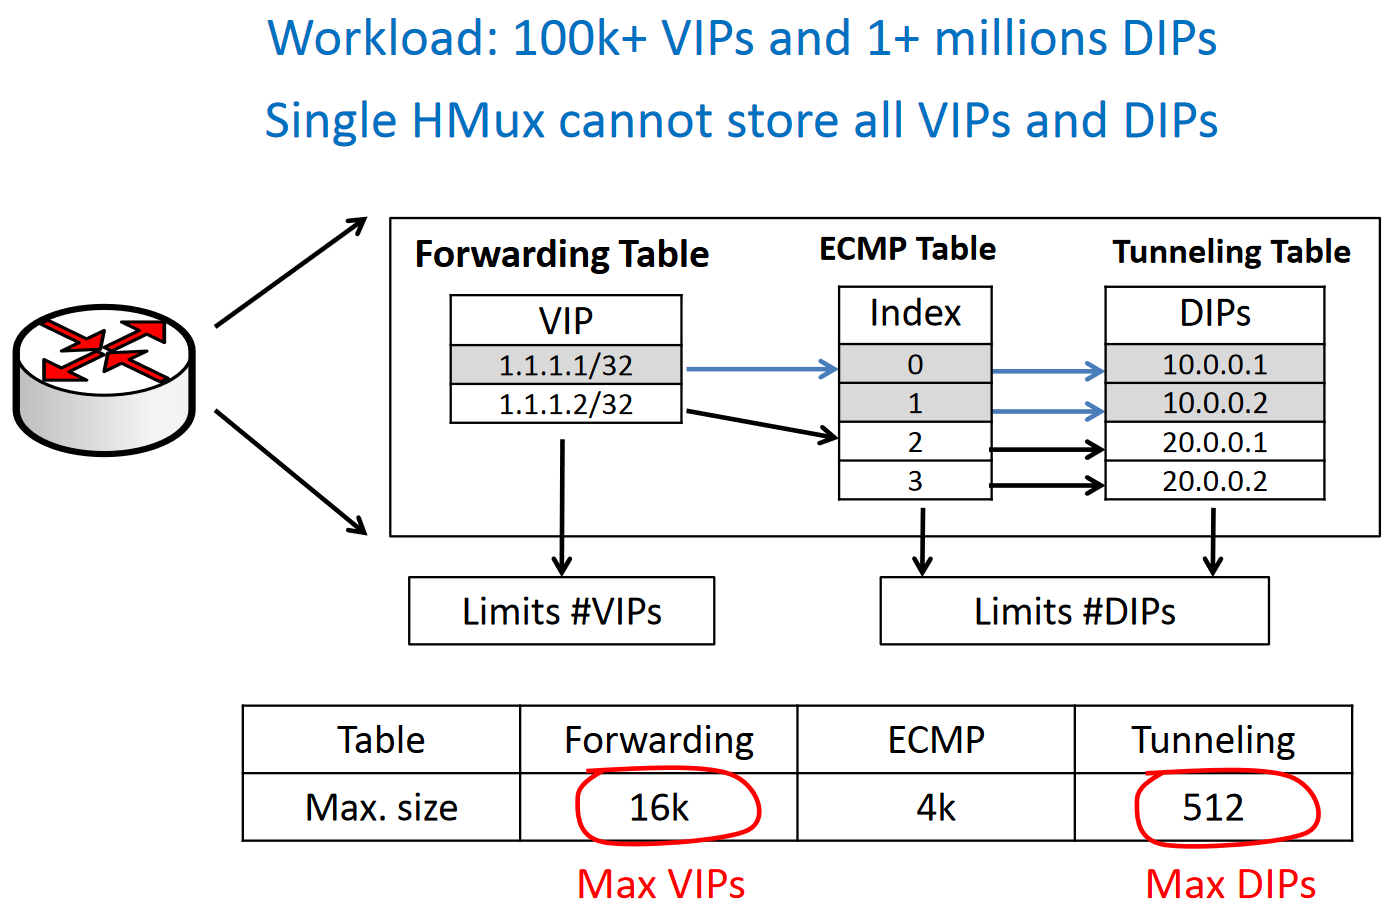 Workload: 100k+ VIPs and 1+ millions DIPs
Single HMux cannot store all VIPs and DIPs
Forwarding Table
ECMP Table
Tunneling Table
VIP
1.1.1.1/32
1.1.1.2/32
Index
0
1
2
3
DIPs
10.0.0.1
10.0.0.2
20.0.0.1
20.0.0.2
Limits #VIPs
Limits #DIPs
Table Forwarding ECMP Tunneling
Max. size 16k 4k 512
Max VIPs
Max DIPs